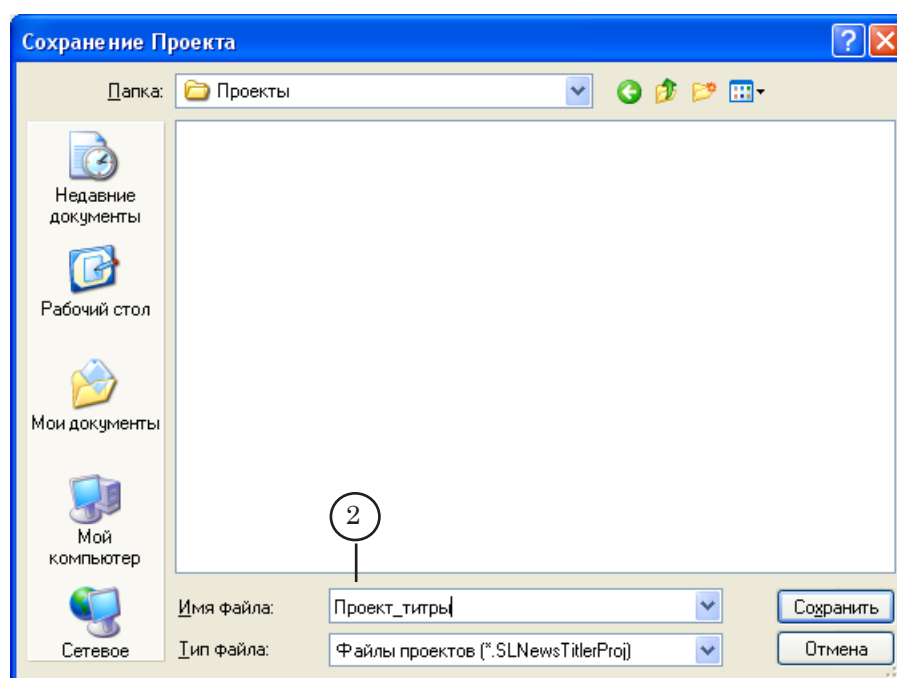 Сохранение Проекта
Папка:
Проекты
Недавние
документы
Рабочий стол
Мои документы
Мой
компьютер
Сетевое
2
Имя файла:
Проект_титры
Сохранить
Тип файла:
Файлы проектов (*.SLNewsTitlerProj)
Отмена